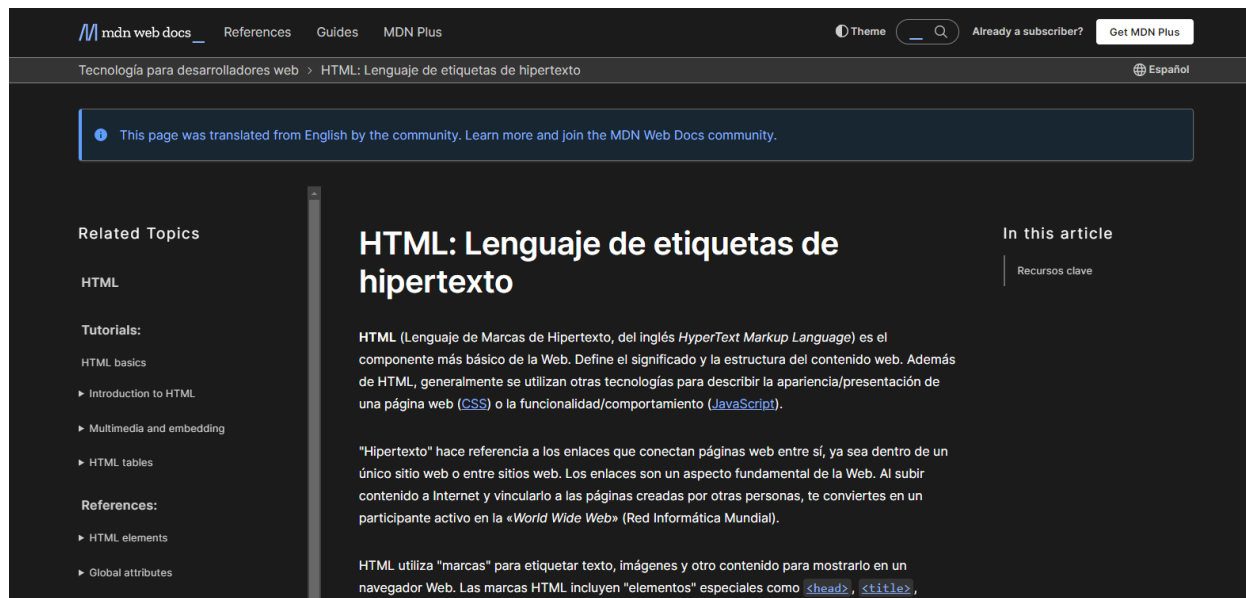 mdn web docs_ References Guides MDN Plus Theme _ Already a subscriber? Get MDN Plus
Tecnología para desarrolladores web > HTML: Lenguaje de etiquetas de hipertexto Español
This page was translated from English by the community. Learn more and join the MDN Web Docs community.
Related Topics
HTML
Tutorials:
HTML basics
▸ Introduction to HTML
▸ Multimedia and embedding
▸ HTML tables
References:
▸ HTML elements
▸ Global attributes
HTML: Lenguaje de etiquetas de
hipertexto
HTML (Lenguaje de Marcas de Hipertexto, del inglés HyperText Markup Language) es el
componente más básico de la Web. Define el significado y la estructura del contenido web. Además
de HTML, generalmente se utilizan otras tecnologías para describir la apariencia/presentación de
una página web (CSS) o la funcionalidad/comportamiento (JavaScript).
"Hipertexto" hace referencia a los enlaces que conectan páginas web entre sí, ya sea dentro de un
único sitio web o entre sitios web. Los enlaces son un aspecto fundamental de la Web. Al subir
contenido a Internet y vincularlo a las páginas creadas por otras personas, te conviertes en un
participante activo en la «World Wide Web» (Red Informática Mundial).
HTML utiliza "marcas" para etiquetar texto, imágenes y otro contenido para mostrarlo en un
navegador Web. Las marcas HTML incluyen "elementos" especiales como <head>, <title>,
In this article
Recursos clave